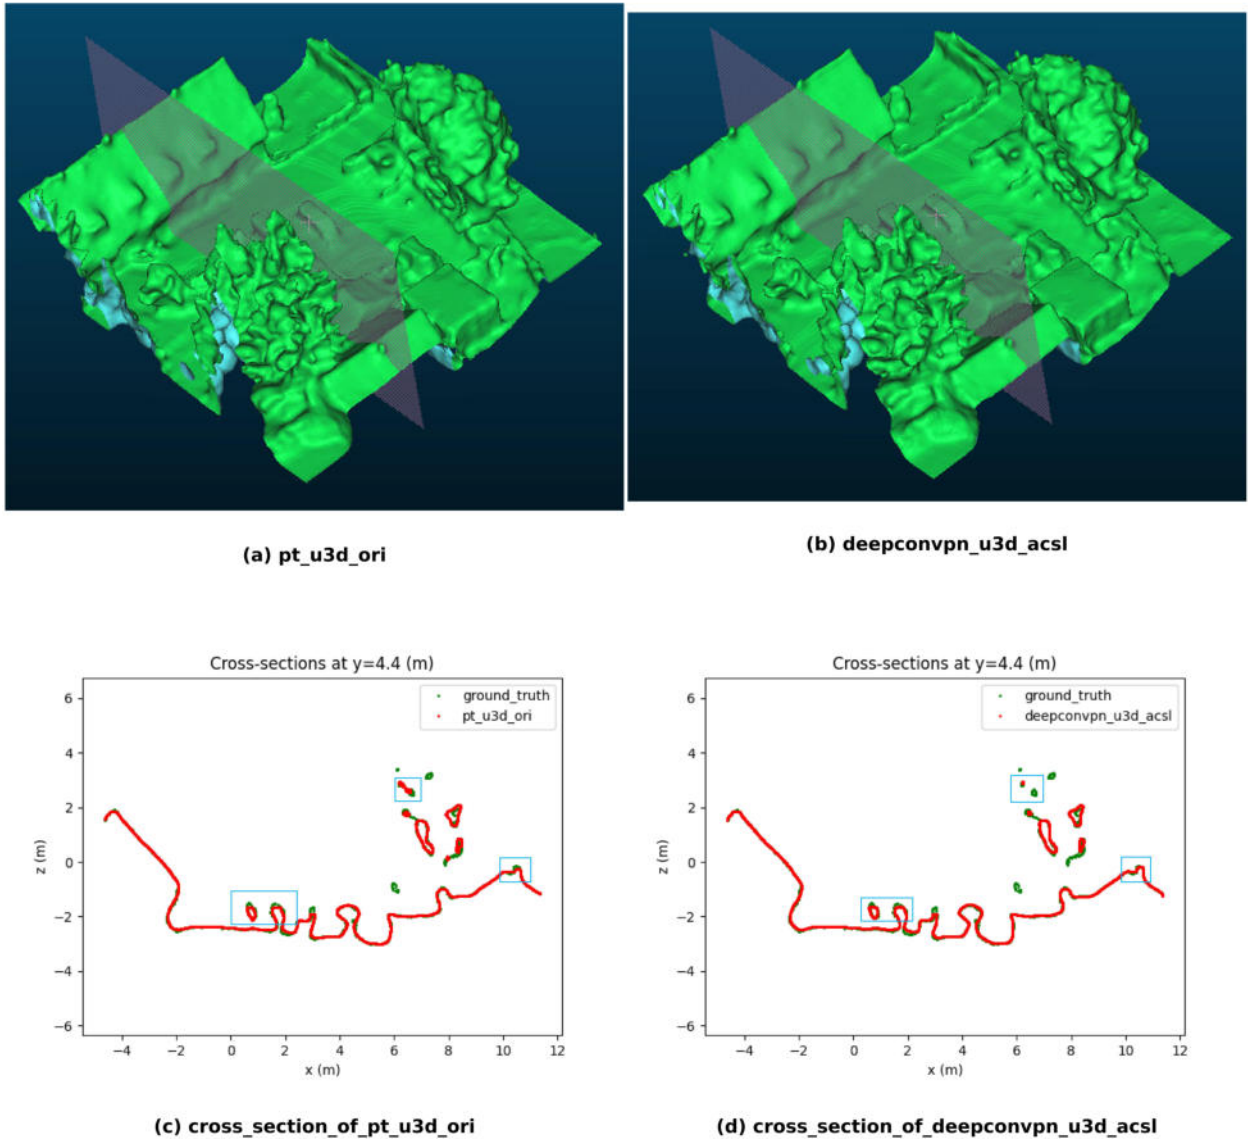 (a) pt_u3d_ori
(b) deepconvpn_u3d_acsl
Cross-sections at y=4.4 (m)
ground_truth
pt_u3d_ori
6
4
2
0
−2
−4
−6
z (m)
−4 −2 0 2 4 6 8 10 12
x (m)
(c) cross_section_of_pt_u3d_ori
Cross-sections at y=4.4 (m)
ground_truth
deepconvpn_u3d_acsl
6
4
2
0
−2
−4
−6
z (m)
−4 −2 0 2 4 6 8 10 12
x (m)
(d) cross_section_of_deepconvpn_u3d_acsl